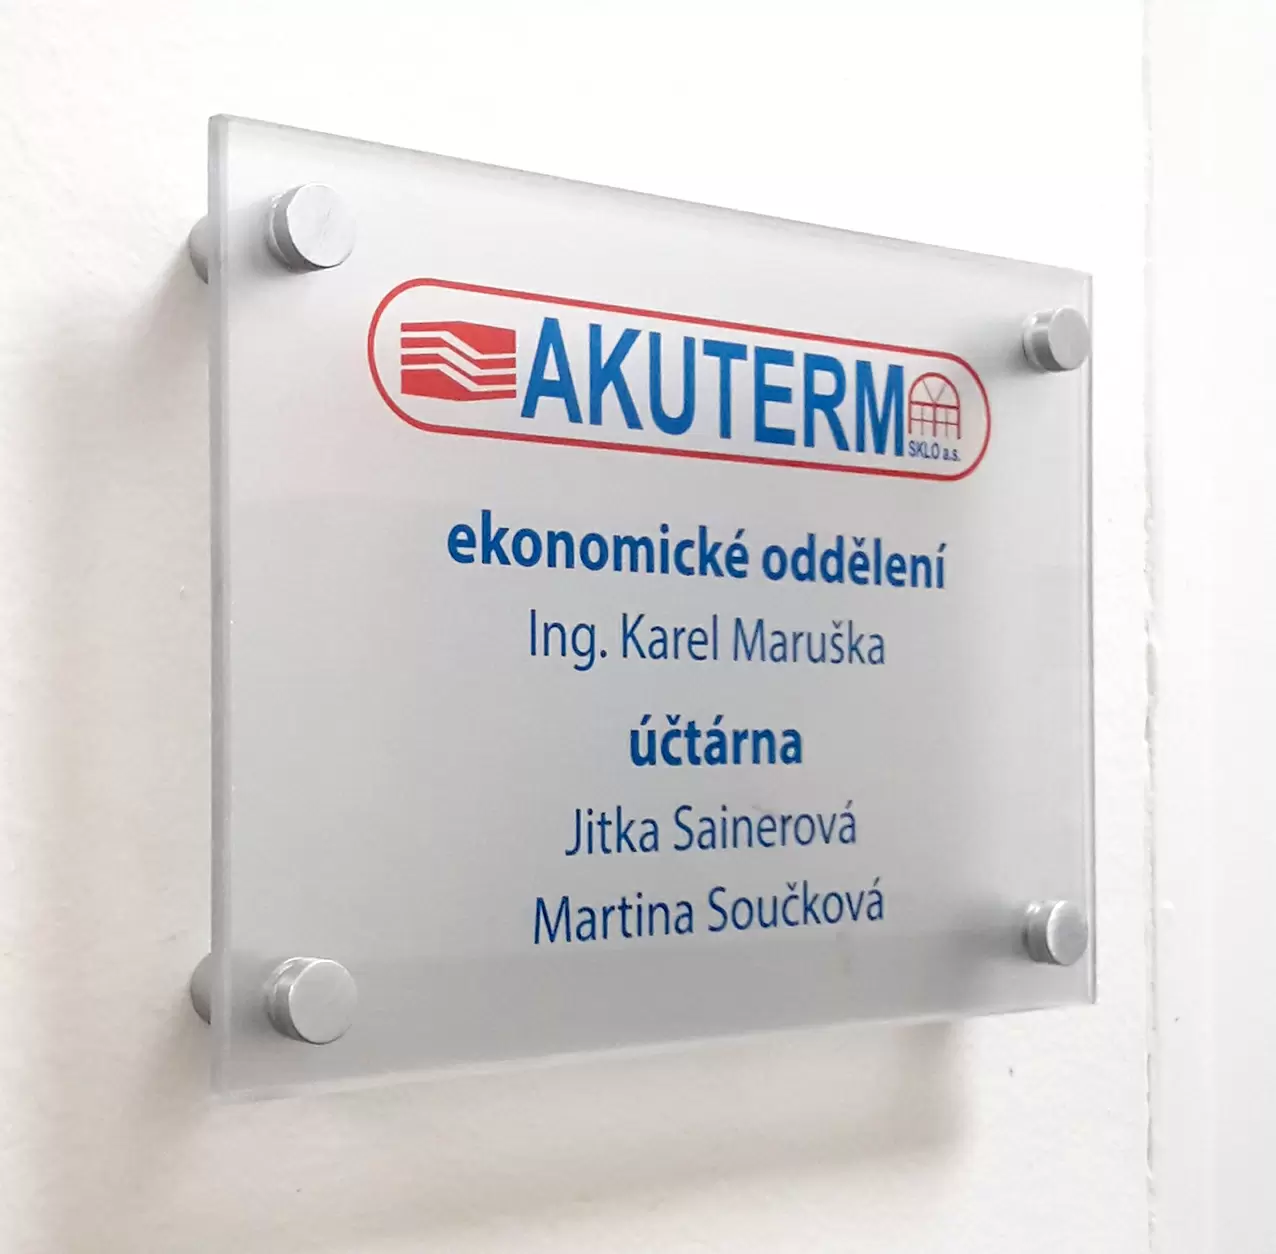 AKUTERM
SKLO a.s.
ekonomické oddělení
Ing. Karel Maruška
účtárna
Jitka Sainerová
Martina Součková